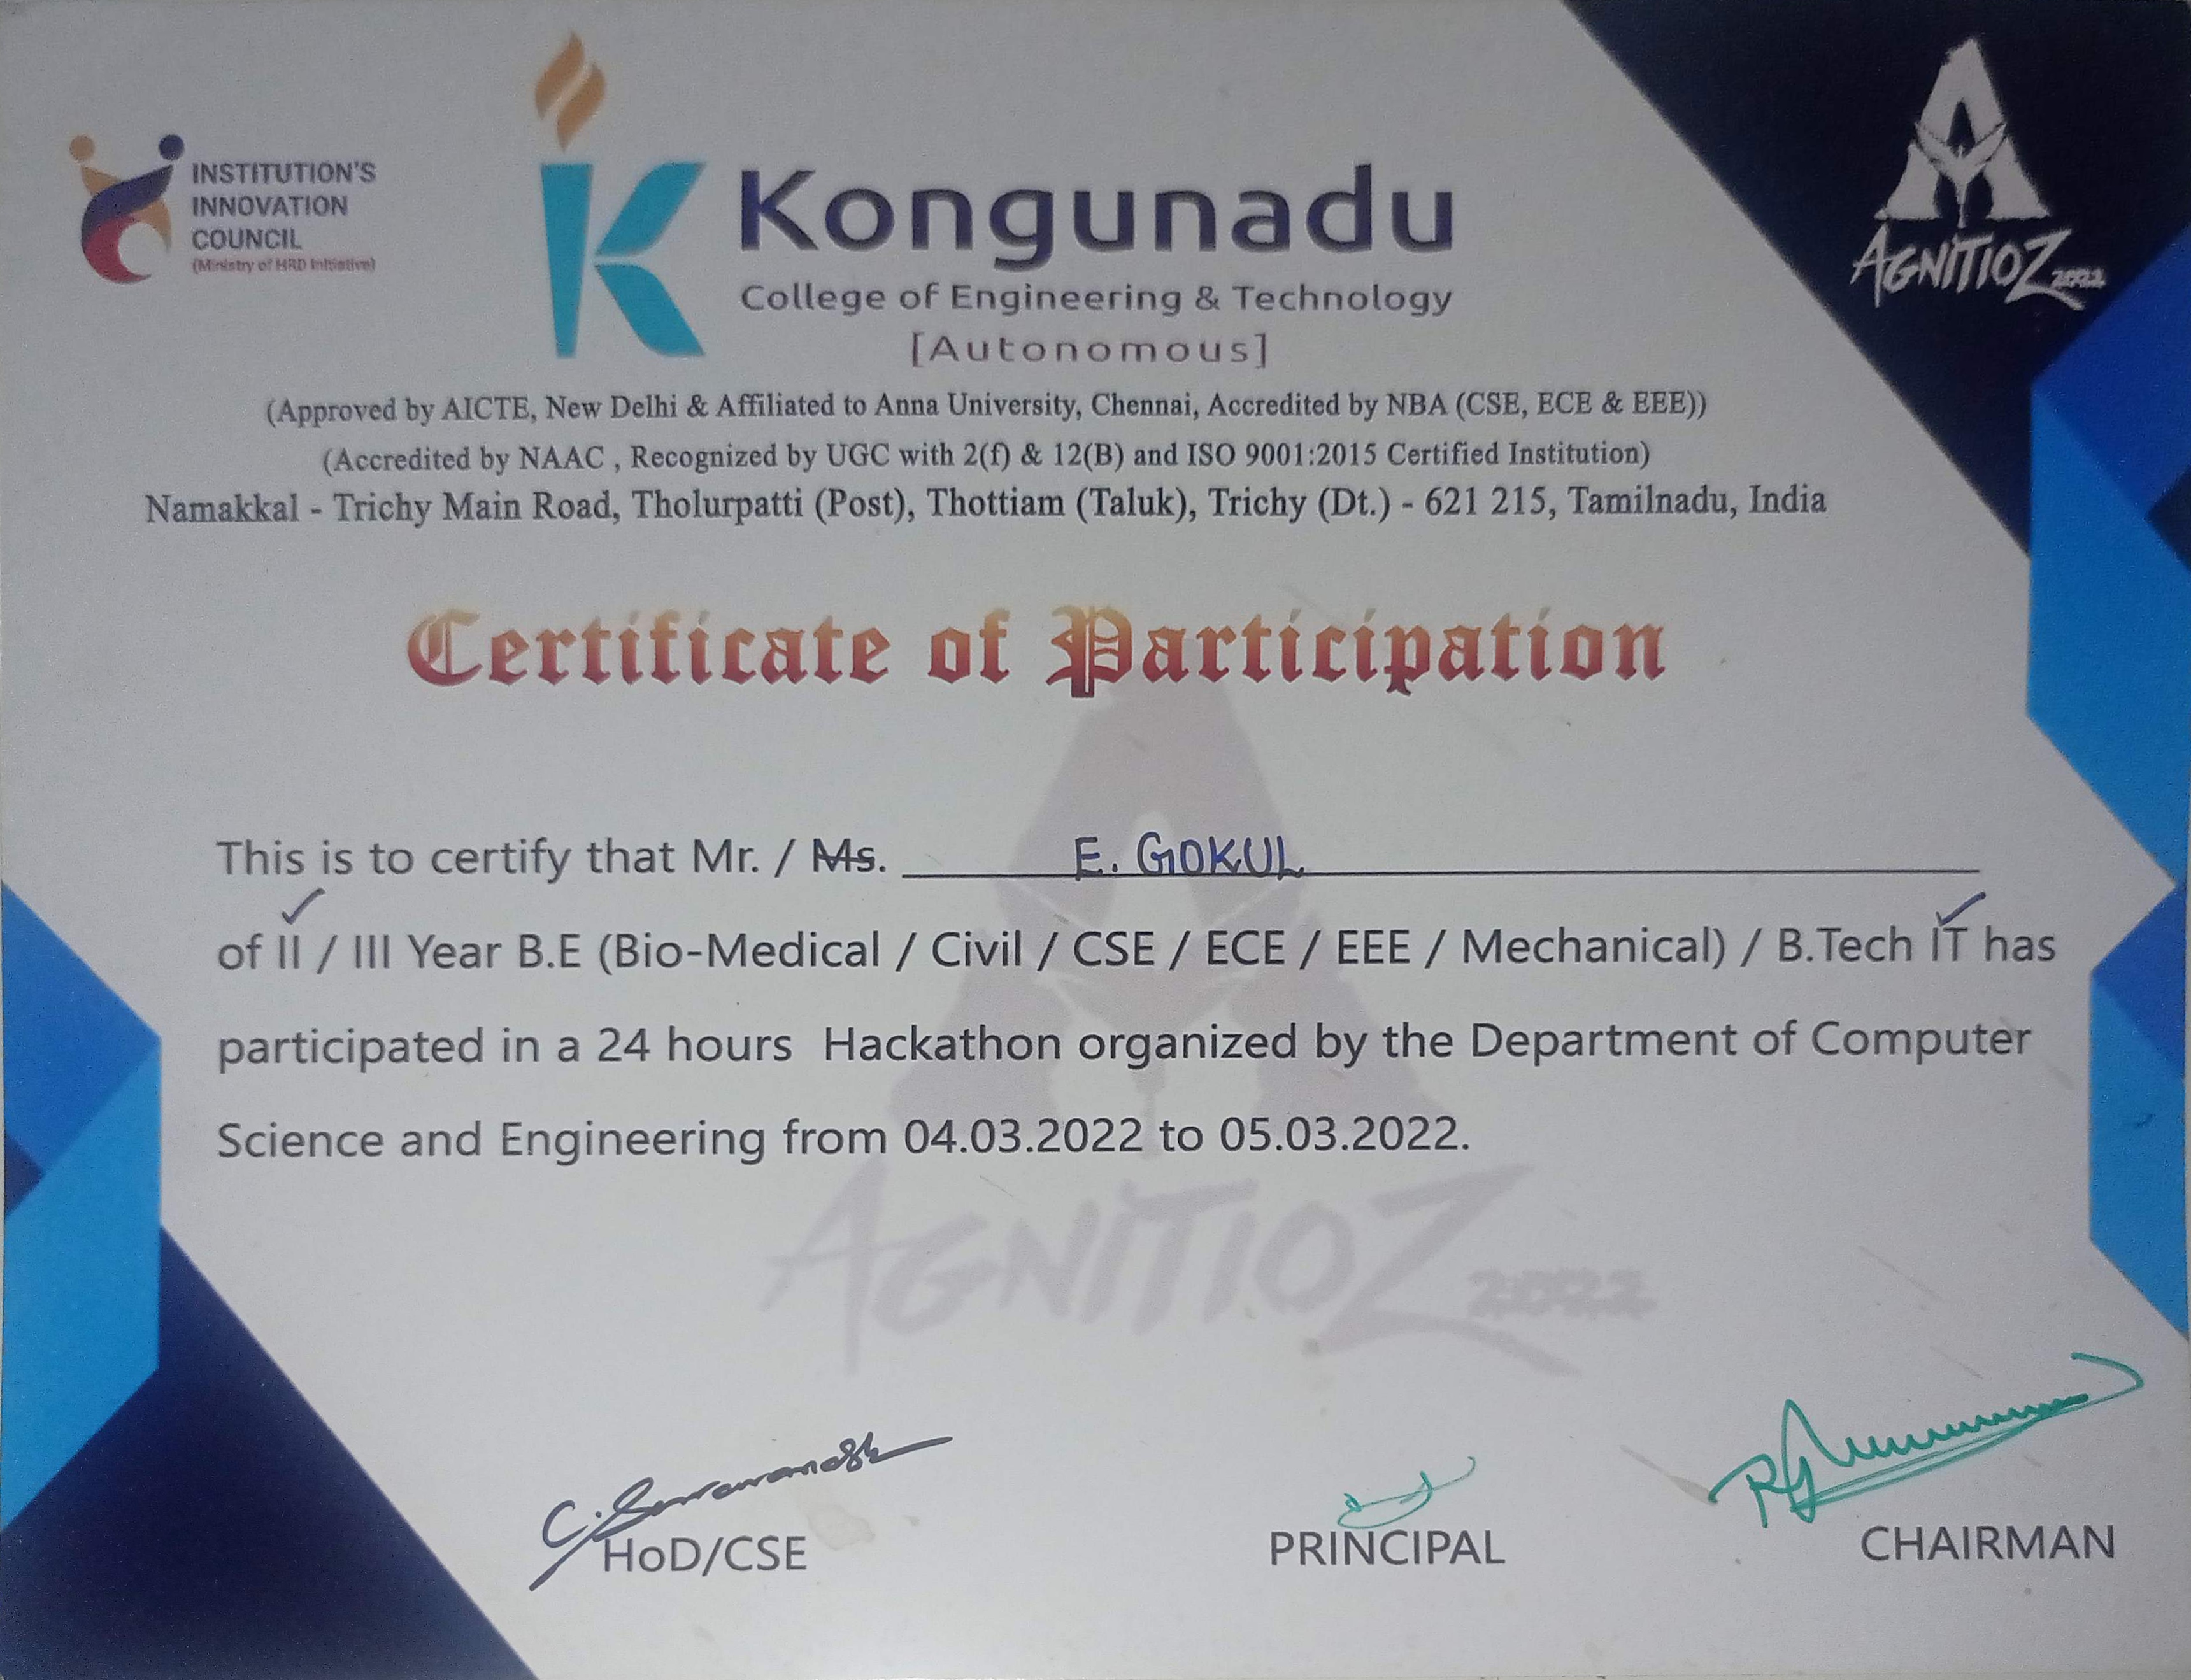 INSTITUTION'S
INNOVATION
COUNCIL
(Ministry of HRD Initiative)
Kongunadu
College of Engineering & Technology
[Autonomous]
AGNITIOZ 2022
(Approved by AICTE, New Delhi & Affiliated to Anna University, Chennai, Accredited by NBA (CSE, ECE & EEE))
(Accredited by NAAC , Recognized by UGC with 2(f) & 12(B) and ISO 9001:2015 Certified Institution)
Namakkal - Trichy Main Road, Tholurpatti (Post), Thottiam (Taluk), Trichy (Dt.) - 621 215, Tamilnadu, India
Certificate of Participation
This is to certify that Mr. / Ms. E. GOKUL
of II / III Year B.E (Bio-Medical / Civil / CSE / ECE / EEE / Mechanical) / B.Tech IT has
participated in a 24 hours Hackathon organized by the Department of Computer
Science and Engineering from 04.03.2022 to 05.03.2022.
AGNITIOZ 2022
HoD/CSE
PRINCIPAL
CHAIRMAN